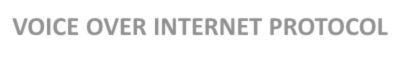 VOICE OVER INTERNET PROTOCOL